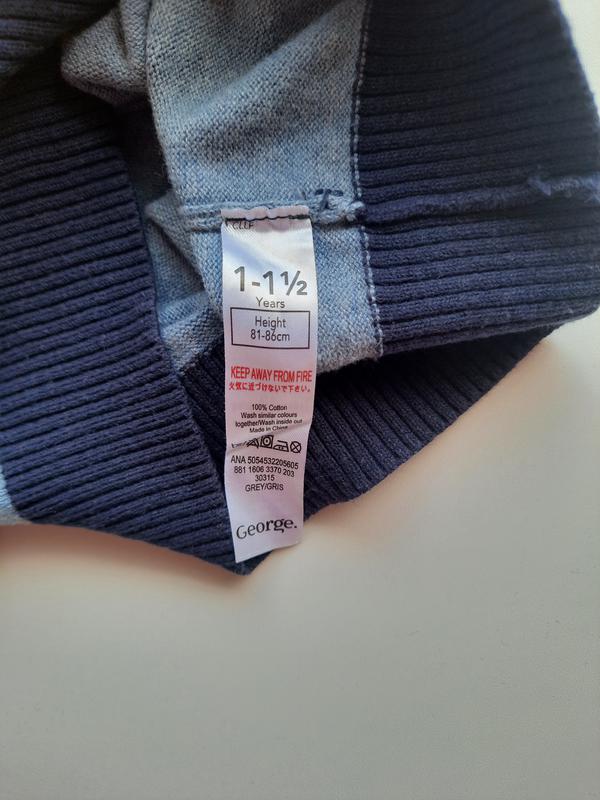 CLLF
1-1½
Years
Height
81-86cm
KEEP AWAY FROM FIRE
火気に近づけないで下さい。
100% Cotton
Wash similar colours
together/Wash inside out
Made in China
ANA 5054532205605
881 1606 3370 203
30315
GREY/GRIS
George.